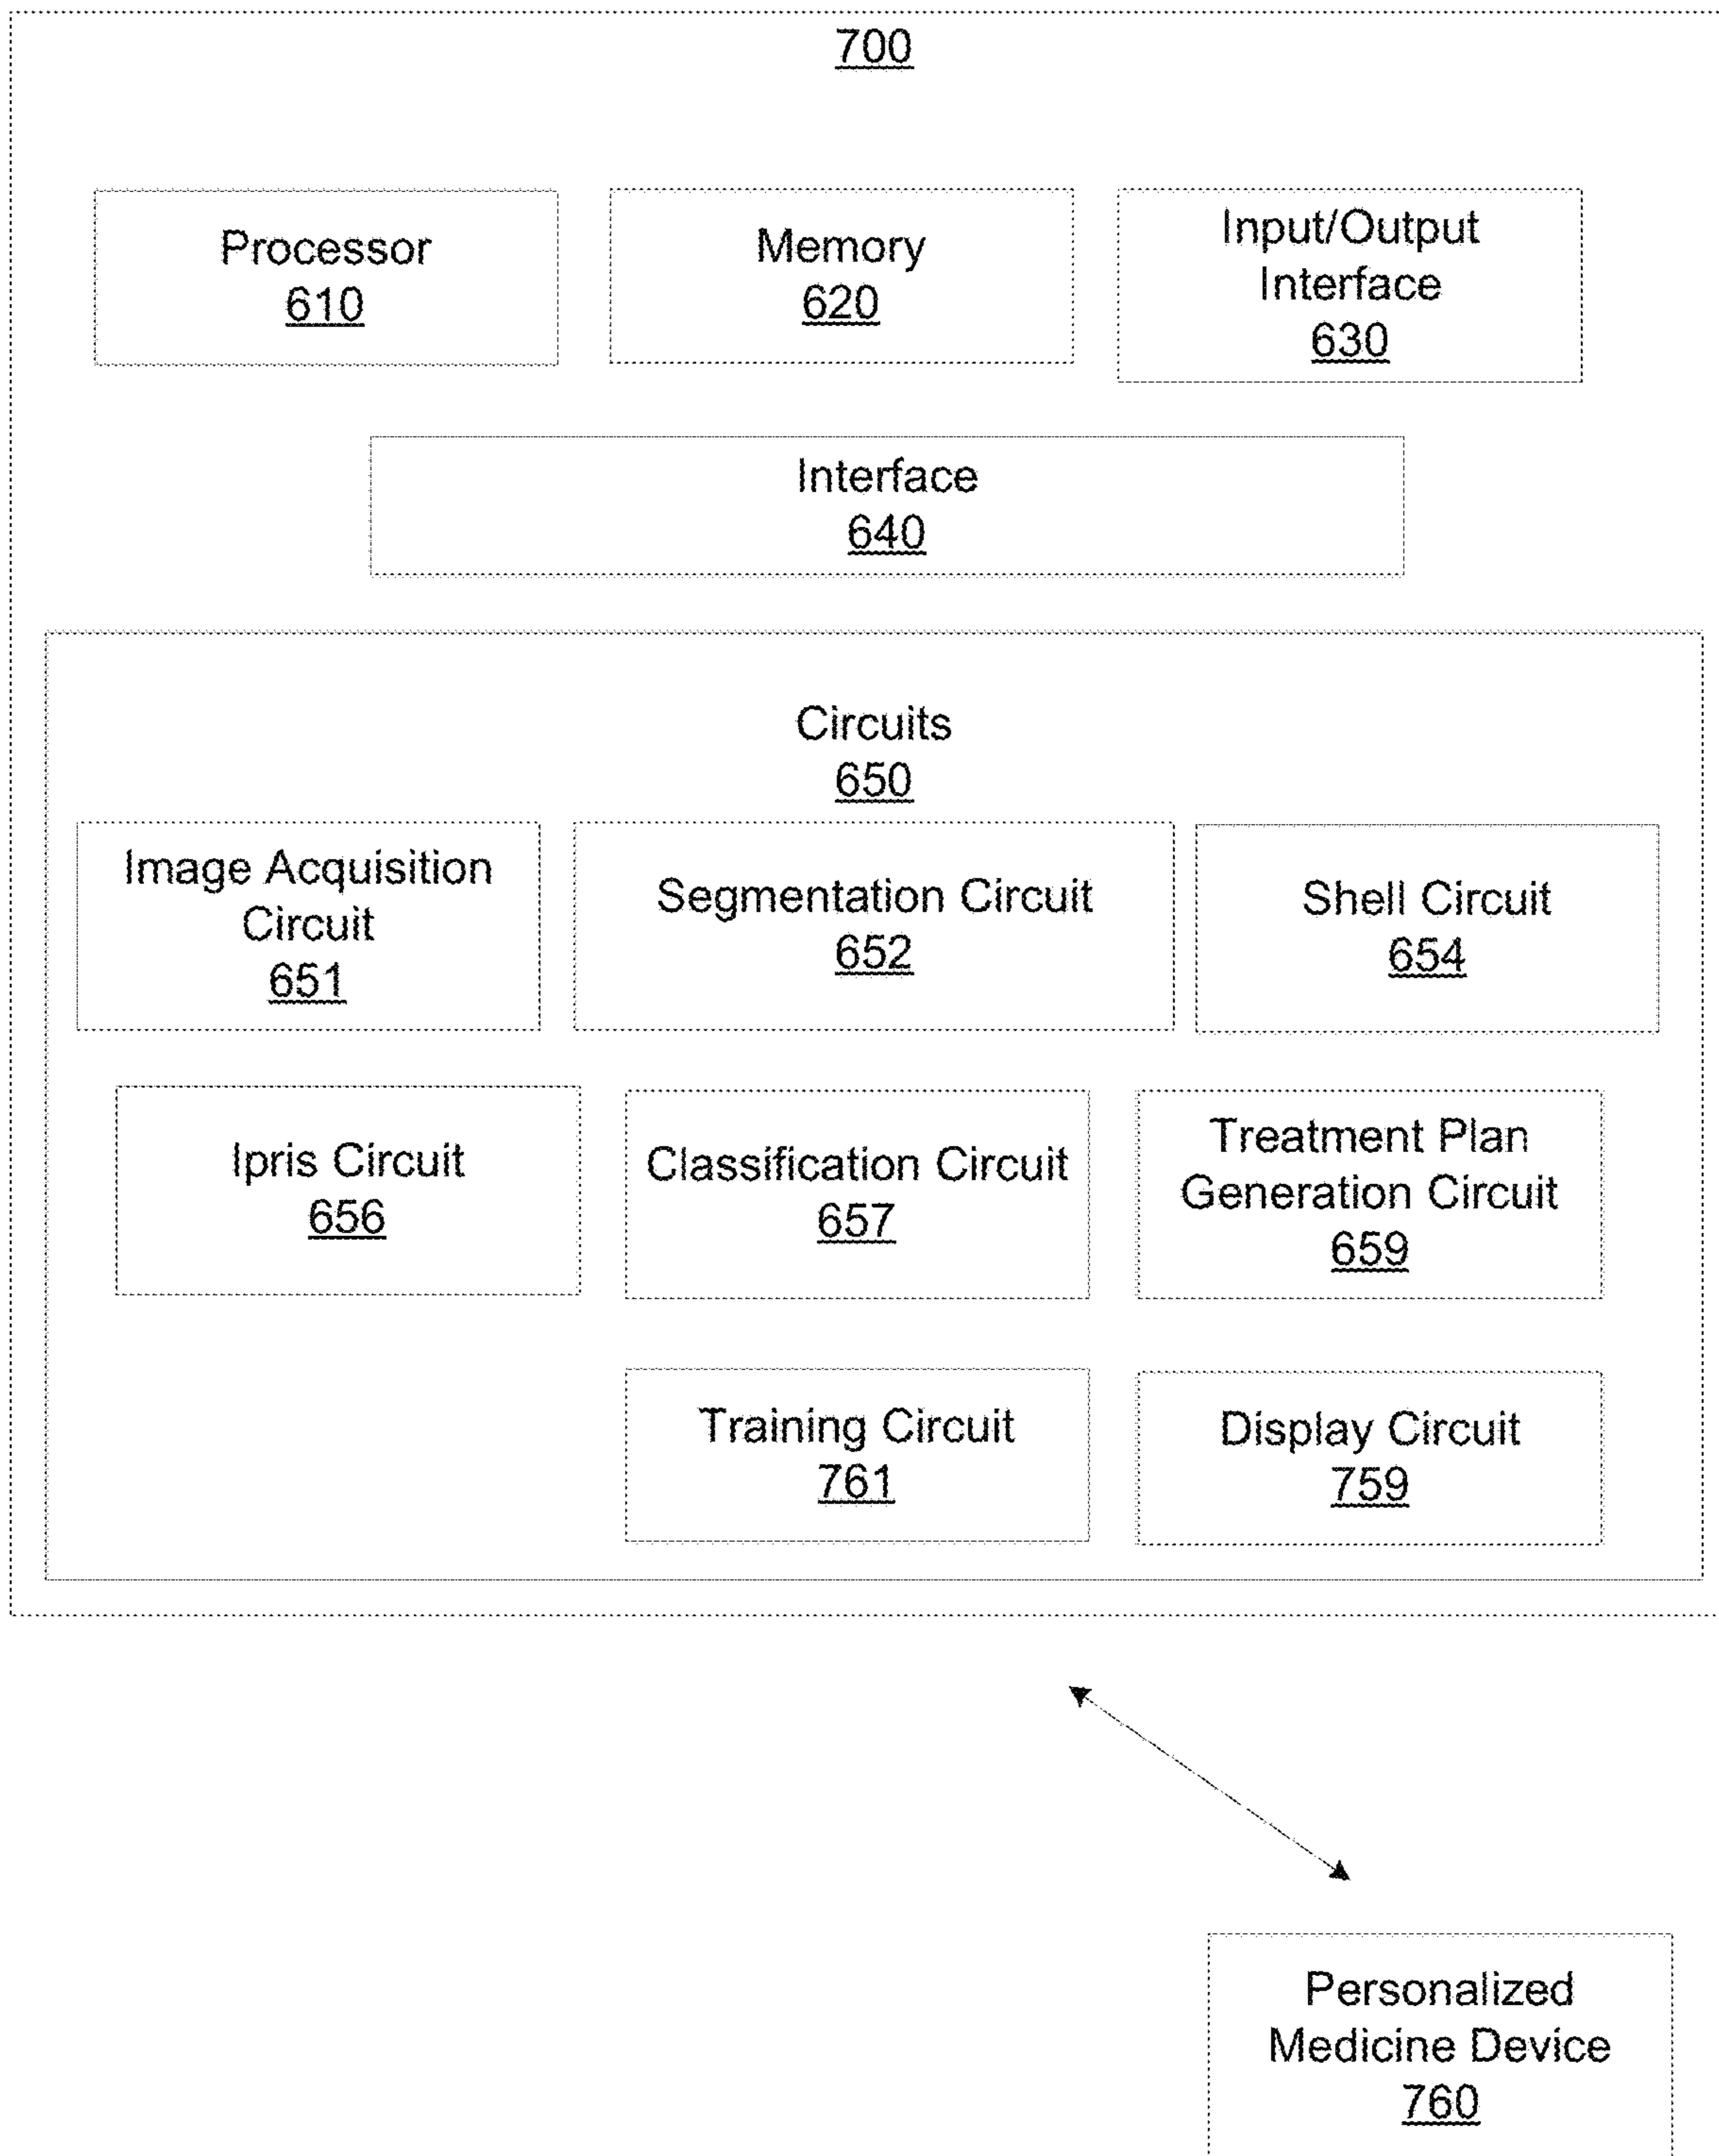 700
Processor
610
Memory
620
Input/Output
Interface
630
Interface
640
Circuits
650
Image Acquisition
Circuit
651
Segmentation Circuit
652
Shell Circuit
654
Ipris Circuit
656
Classification Circuit
657
Treatment Plan
Generation Circuit
659
Training Circuit
761
Display Circuit
759
Personalized
Medicine Device
760